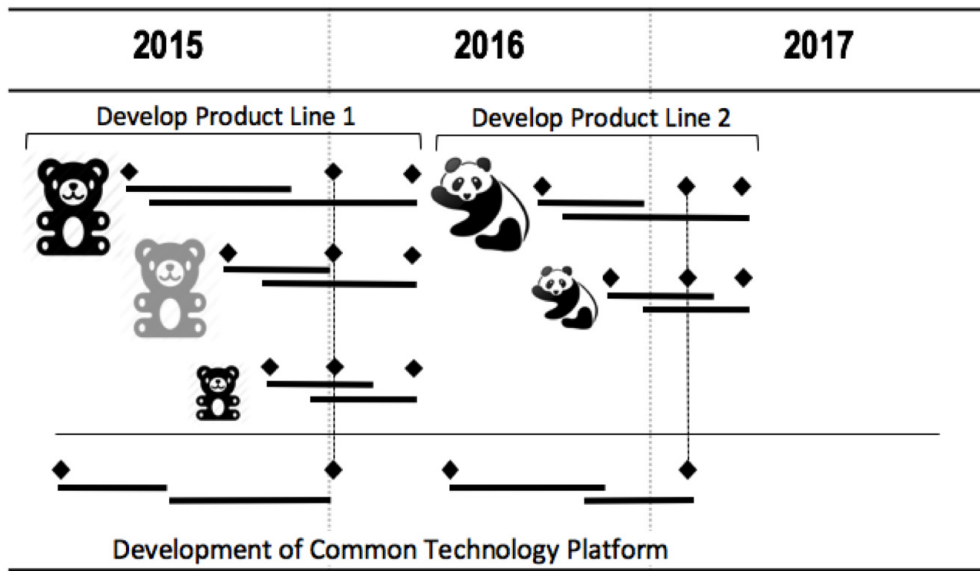 2015 2016 2017
Develop Product Line 1 Develop Product Line 2
Development of Common Technology Platform